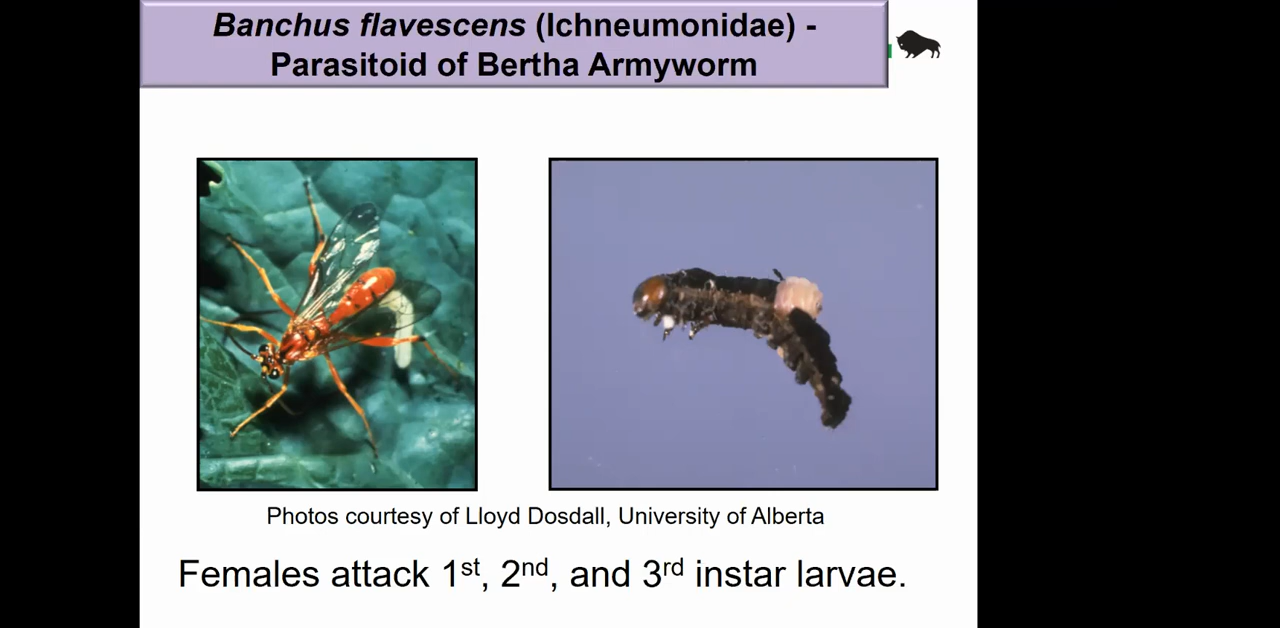 Banchus flavescens (Ichneumonidae) -
Parasitoid of Bertha Armyworm
Photos courtesy of Lloyd Dosdall, University of Alberta
Females attack 1st, 2nd, and 3rd instar larvae.